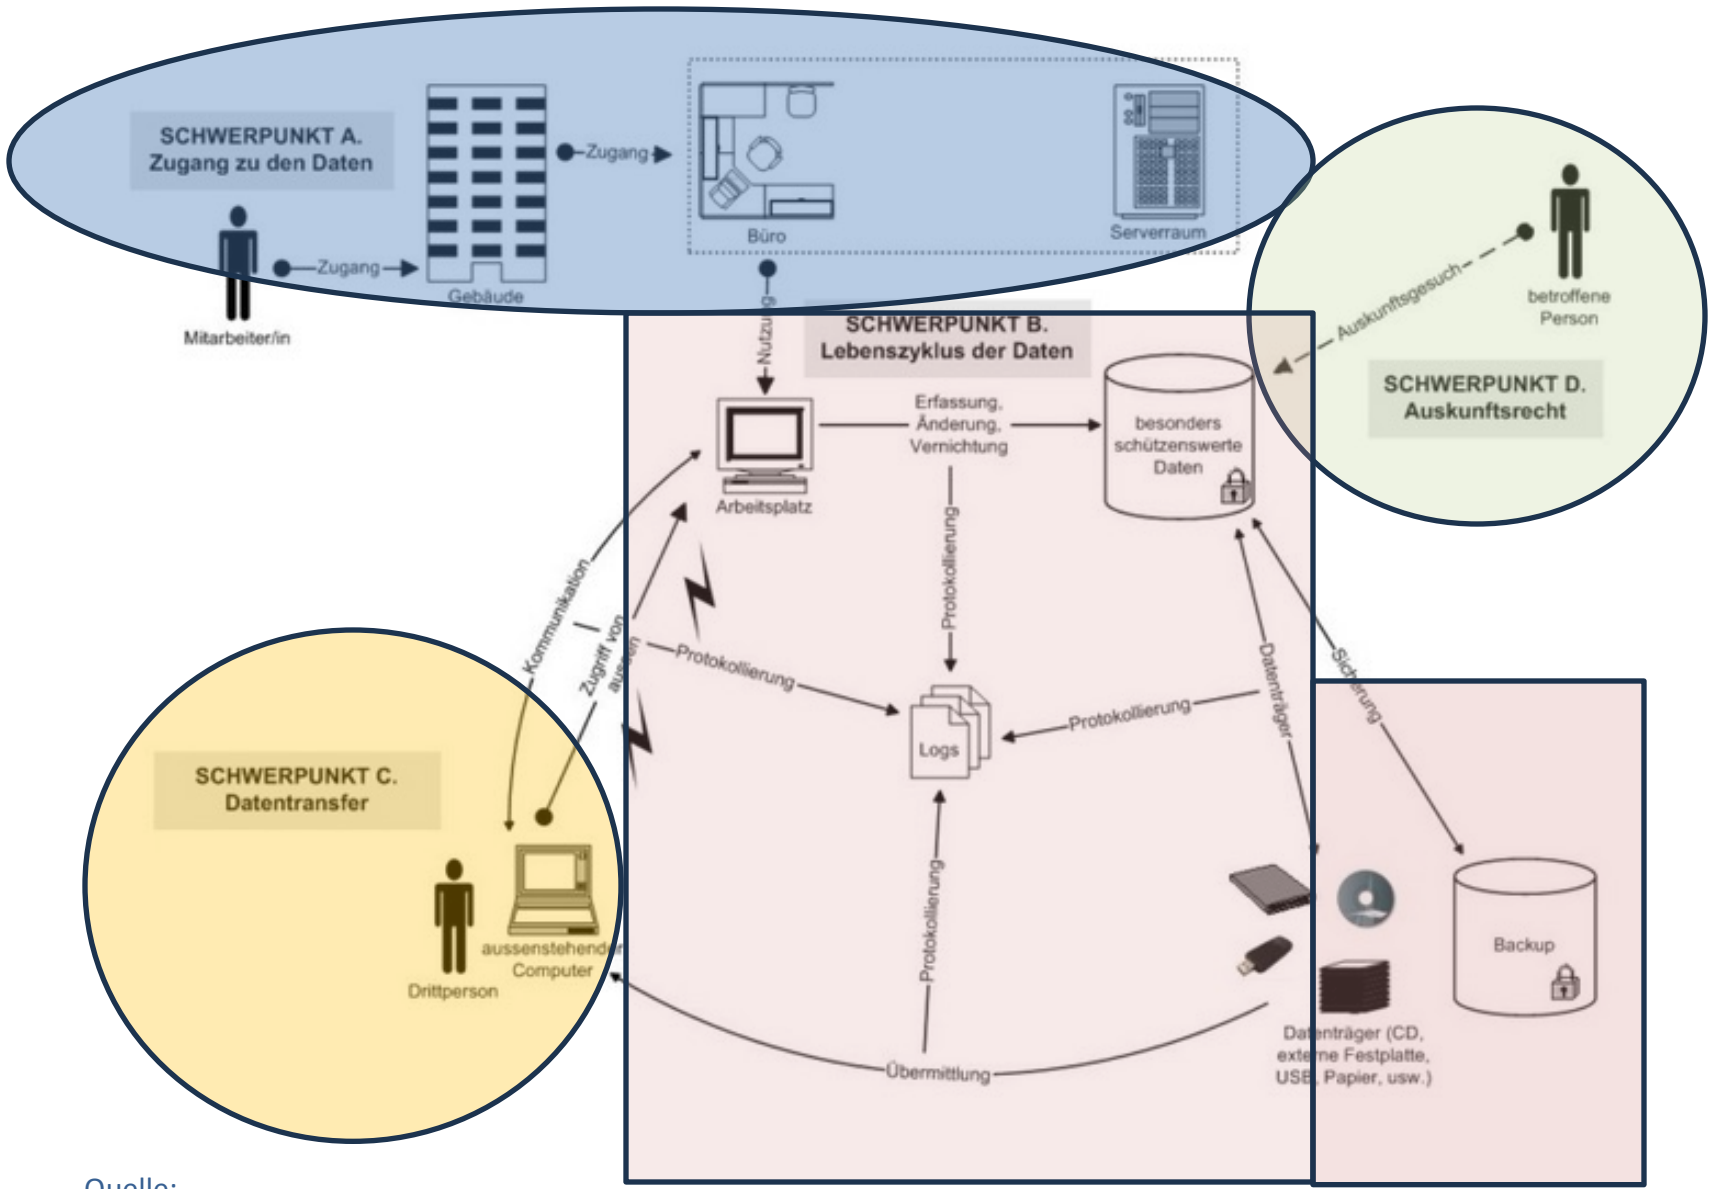 SCHWERPUNKT A.
Zugang zu den Daten
Zugang
Büro
Serverraum
Zugang
Gebäude
Mitarbeiter/in
Nutzung
SCHWERPUNKT B.
Lebenszyklus der Daten
Auskunftsgesuch
betroffene
Person
SCHWERPUNKT D.
Auskunftsrecht
Erfassung,
Änderung,
Vernichtung
besonders
schützenswerte
Daten
Arbeitsplatz
Protokollierung
Kommunikation
Zugriff von
aussen
Protokollierung
Protokollierung
Datenträger
Sicherung
Logs
SCHWERPUNKT C.
Datentransfer
Protokollierung
aussenstehender
Computer
Drittperson
Backup
Datenträger (CD,
externe Festplatte,
USB, Papier, usw.)
Übermittlung
Quelle: